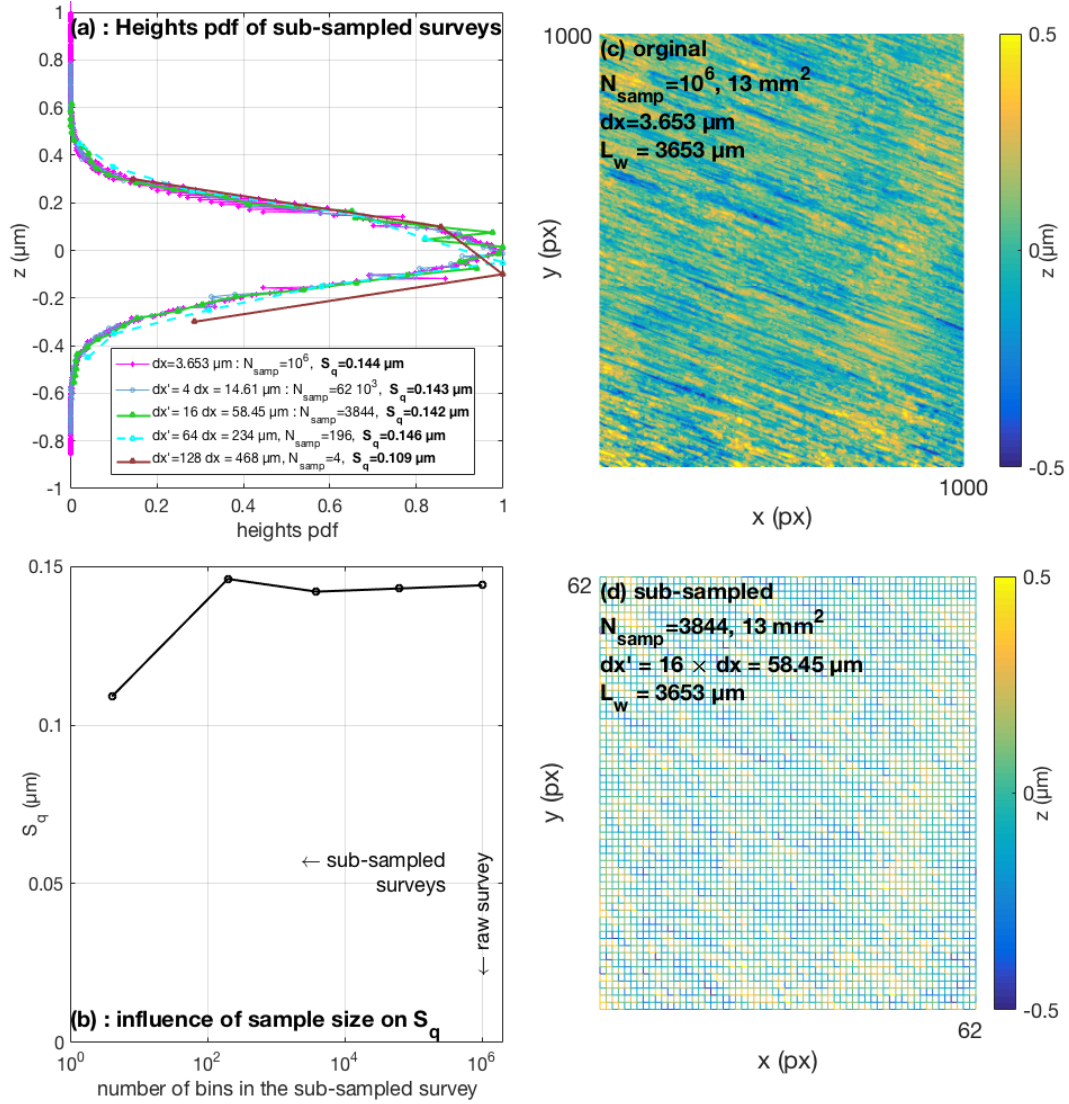 (a) : Heights pdf of sub-sampled surveys
1
0.8
0.6
0.4
0.2
0
-0.2
-0.4
-0.6
-0.8
-1
z (µm)
dx=3.653 µm : N_samp=10^6, S_q=0.144 µm
dx'= 4 dx = 14.61 µm : N_samp=62 10^3, S_q=0.143 µm
dx'= 16 dx = 58.45 µm : N_samp=3844, S_q=0.142 µm
dx'=64 dx = 234 µm, N_samp=196, S_q=0.146 µm
dx'=128 dx = 468 µm, N_samp=4, S_q=0.109 µm
0 0.2 0.4 0.6 0.8 1
heights pdf
1000
(c) orginal
N_samp=10^6, 13 mm^2
dx=3.653 µm
L_w = 3653 µm
y (px)
1000
x (px)
0.5
0
-0.5
z (µm)
0.15
0.1
0.05
0
S_q (µm)
← sub-sampled
surveys
← raw survey
(b) : influence of sample size on S_q
10^0 10^2 10^4 10^6
number of bins in the sub-sampled survey
62
(d) sub-sampled
N_samp=3844, 13 mm^2
dx' = 16 × dx = 58.45 µm
L_w = 3653 µm
y (px)
62
x (px)
0.5
0
-0.5
z (µm)